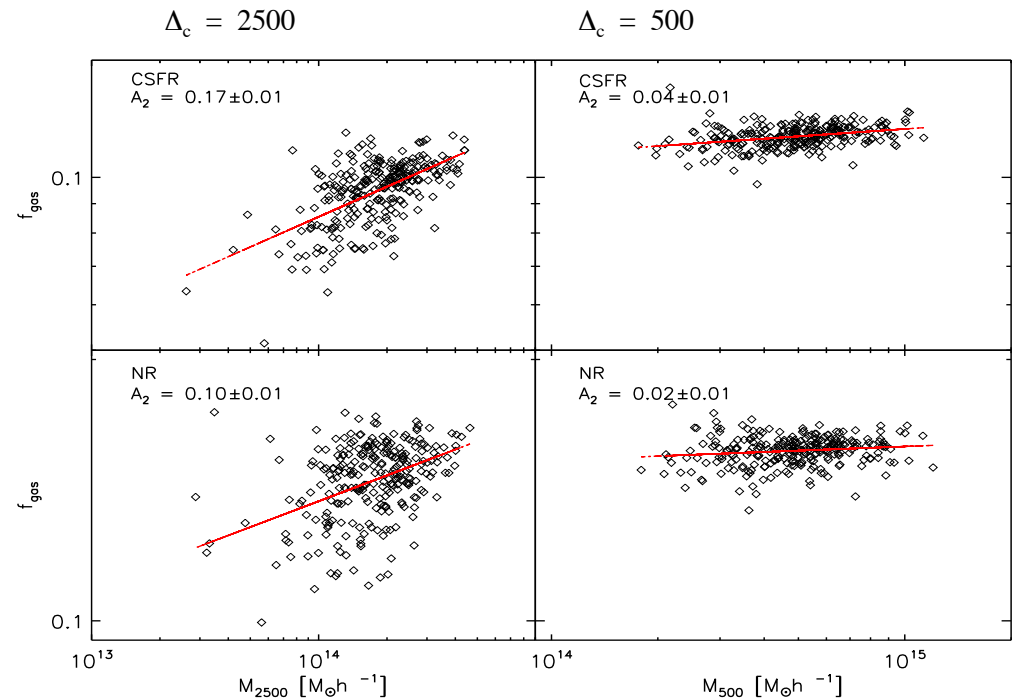 Δc = 2500
Δc = 500
CSFR
A2 = 0.17±0.01
CSFR
A2 = 0.04±0.01
0.1
fgas
NR
A2 = 0.10±0.01
NR
A2 = 0.02±0.01
fgas
0.1
10^13
10^14
10^14
10^15
M2500 [M⊙h^-1]
M500 [M⊙h^-1]